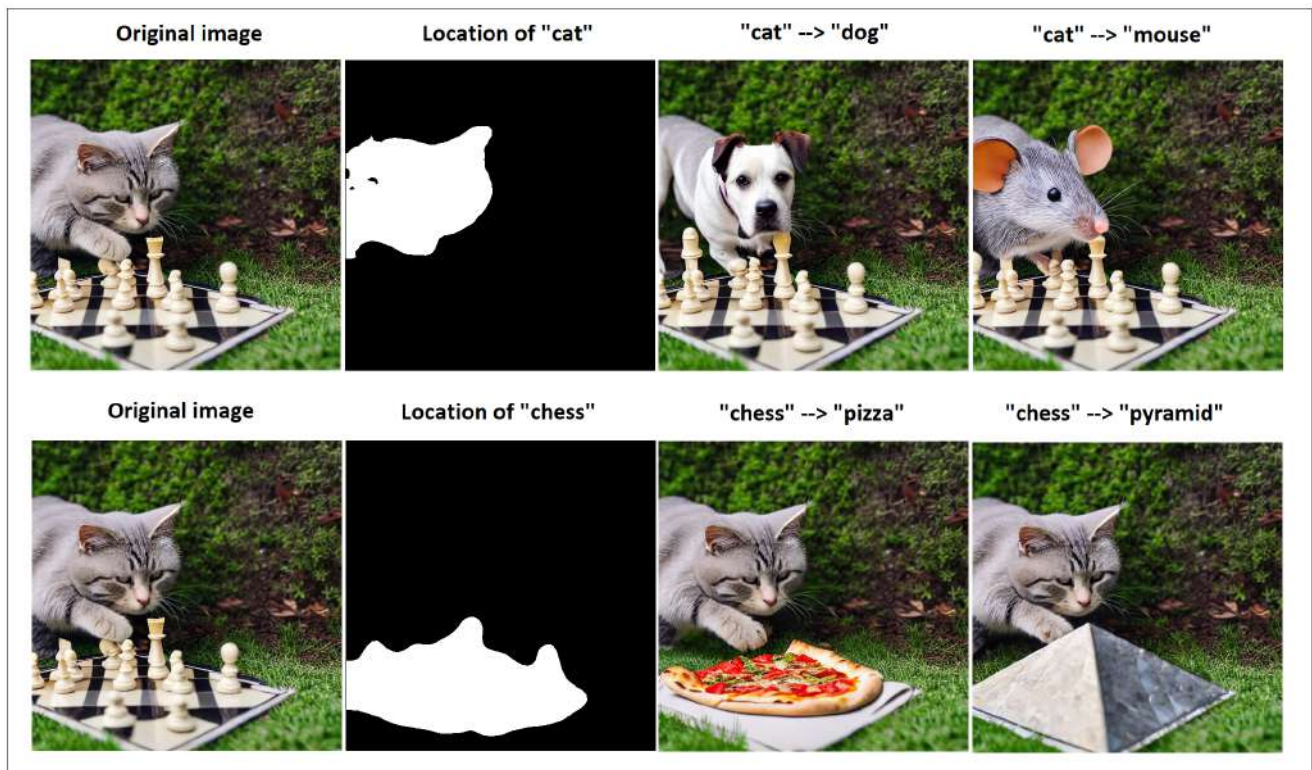 Original image
Location of "cat"
"cat" --> "dog"
"cat" --> "mouse"
Original image
Location of "chess"
"chess" --> "pizza"
"chess" --> "pyramid"